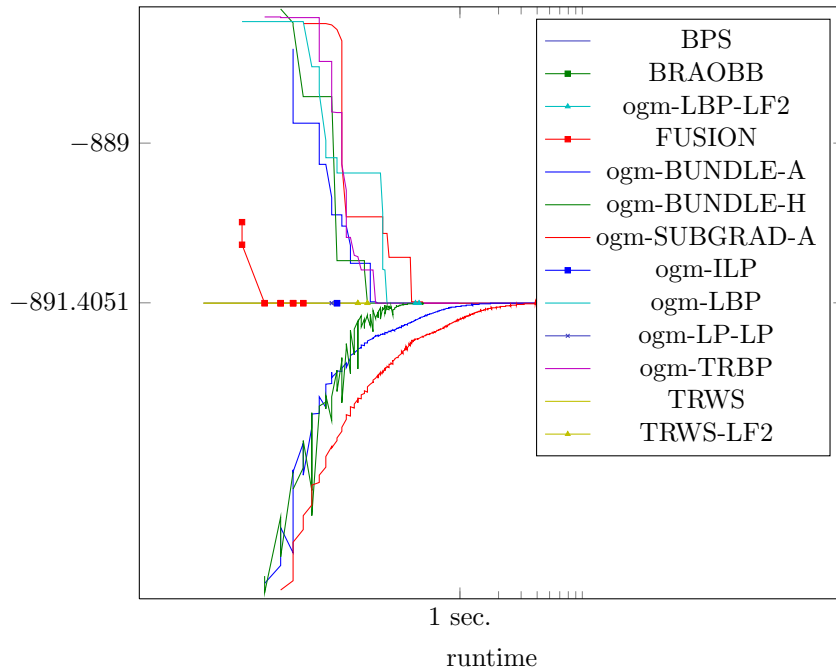 BPS
BRAOBB
ogm-LBP-LF2
FUSION
ogm-BUNDLE-A
ogm-BUNDLE-H
ogm-SUBGRAD-A
ogm-ILP
ogm-LBP
ogm-LP-LP
ogm-TRBP
TRWS
TRWS-LF2
−889
−891.4051
1 sec.
runtime